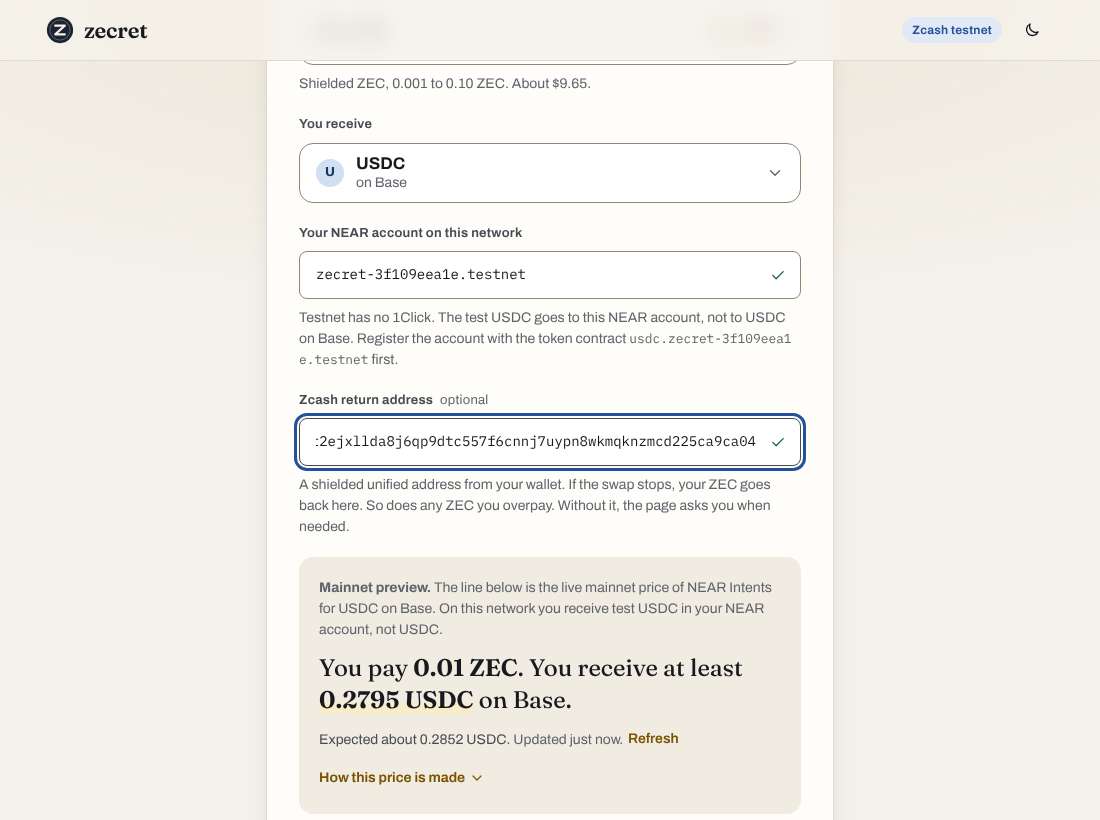 zecret
Zcash testnet
Shielded ZEC, 0.001 to 0.10 ZEC. About $9.65.
You receive
U
USDC
on Base
Your NEAR account on this network
zecret-3f109eea1e.testnet
Testnet has no 1Click. The test USDC goes to this NEAR account, not to USDC
on Base. Register the account with the token contract usdc.zecret-3f109eea1
e.testnet first.
Zcash return address optional
:2ejxllda8j6qp9dtc557f6cnnj7uypn8wkmqknzmcd225ca9ca04
A shielded unified address from your wallet. If the swap stops, your ZEC goes
back here. So does any ZEC you overpay. Without it, the page asks you when
needed.
Mainnet preview. The line below is the live mainnet price of NEAR Intents
for USDC on Base. On this network you receive test USDC in your NEAR
account, not USDC.
You pay 0.01 ZEC. You receive at least
0.2795 USDC on Base.
Expected about 0.2852 USDC. Updated just now. Refresh
How this price is made